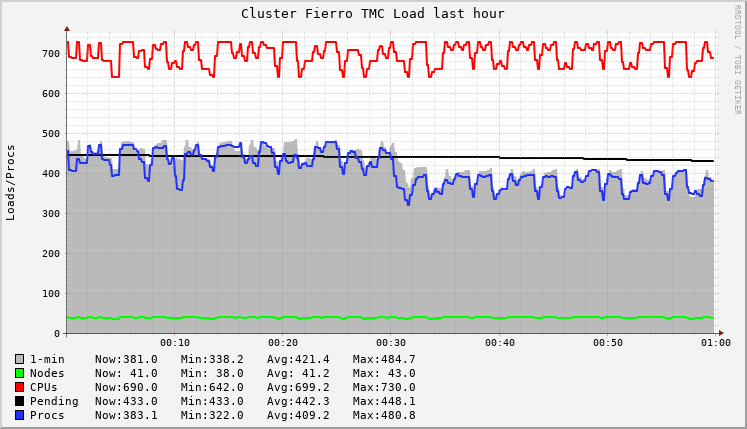 Cluster Fierro TMC Load last hour
RRDTOOL / TOBI OETIKER
Loads/Procs
700
600
500
400
300
200
100
0
00:10 00:20 00:30 00:40 00:50 01:00
1-min Now:381.0 Min:338.2 Avg:421.4 Max:484.7
Nodes Now: 41.0 Min: 38.0 Avg: 41.2 Max: 43.0
CPUs Now:690.0 Min:642.0 Avg:699.2 Max:730.0
Pending Now:433.0 Min:433.0 Avg:442.3 Max:448.1
Procs Now:383.1 Min:322.0 Avg:409.2 Max:480.8